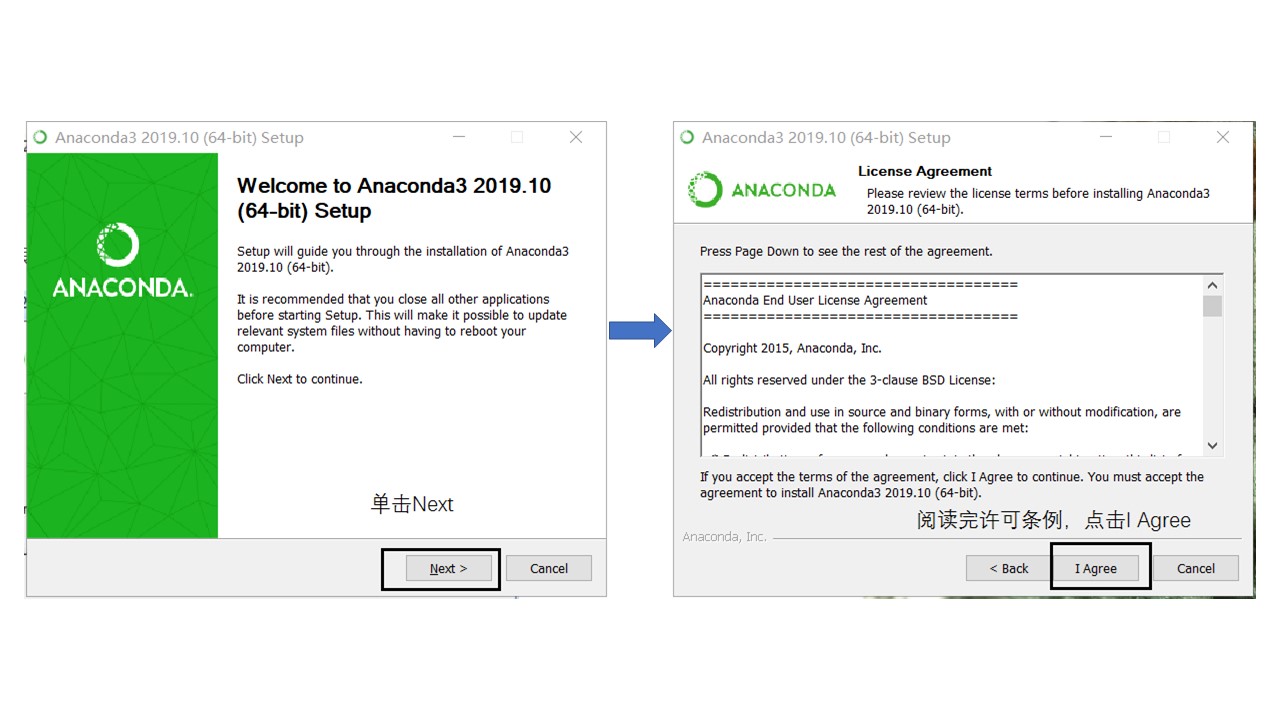 Anaconda3 2019.10 (64-bit) Setup
ANACONDA.
Welcome to Anaconda3 2019.10
(64-bit) Setup
Setup will guide you through the installation of Anaconda3
2019.10 (64-bit).
It is recommended that you close all other applications
before starting Setup. This will make it possible to update
relevant system files without having to reboot your
computer.
Click Next to continue.
单击Next
Next >
Cancel
Anaconda3 2019.10 (64-bit) Setup
ANACONDA
License Agreement
Please review the license terms before installing Anaconda3
2019.10 (64-bit).
Press Page Down to see the rest of the agreement.
===================================
Anaconda End User License Agreement
===================================
Copyright 2015, Anaconda, Inc.
All rights reserved under the 3-clause BSD License:
Redistribution and use in source and binary forms, with or without modification, are
permitted provided that the following conditions are met:
If you accept the terms of the agreement, click I Agree to continue. You must accept the
agreement to install Anaconda3 2019.10 (64-bit).
阅读完许可条例，点击I Agree
Anaconda, Inc.
< Back
I Agree
Cancel